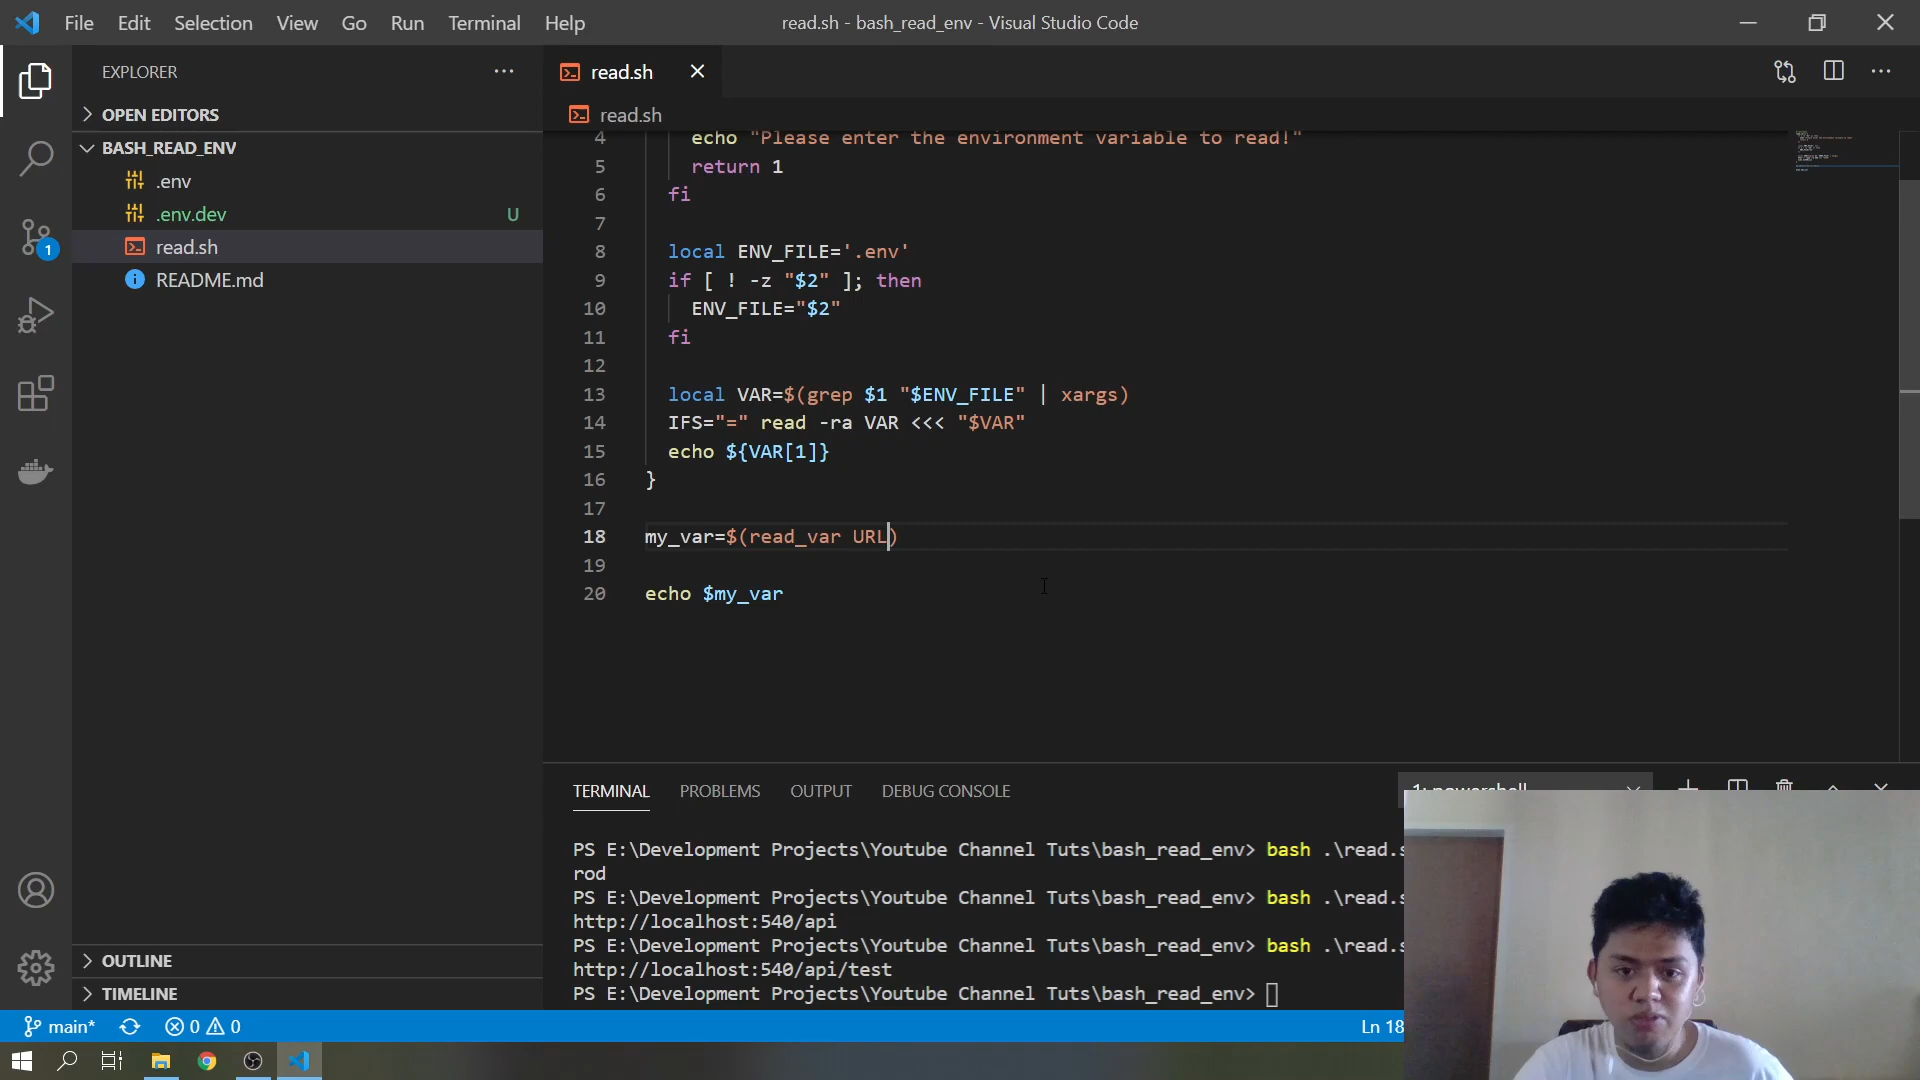 File Edit Selection View Go Run Terminal Help
read.sh - bash_read_env - Visual Studio Code
EXPLORER
OPEN EDITORS
BASH_READ_ENV
.env
.env.dev U
read.sh
README.md
OUTLINE
TIMELINE
1
read.sh
read.sh
4 echo "Please enter the environment variable to read!"
5 return 1
6 fi
7
8 local ENV_FILE='.env'
9 if [ ! -z "$2" ]; then
10 ENV_FILE="$2"
11 fi
12
13 local VAR=$(grep $1 "$ENV_FILE" | xargs)
14 IFS="=" read -ra VAR <<< "$VAR"
15 echo ${VAR[1]}
16 }
17
18 my_var=$(read_var URL)
19
20 echo $my_var
TERMINAL PROBLEMS OUTPUT DEBUG CONSOLE
1: powershell
PS E:\Development Projects\Youtube Channel Tuts\bash_read_env> bash .\read.s
rod
PS E:\Development Projects\Youtube Channel Tuts\bash_read_env> bash .\read.s
http://localhost:540/api
PS E:\Development Projects\Youtube Channel Tuts\bash_read_env> bash .\read.s
http://localhost:540/api/test
PS E:\Development Projects\Youtube Channel Tuts\bash_read_env>
main* 0 0
Ln 18